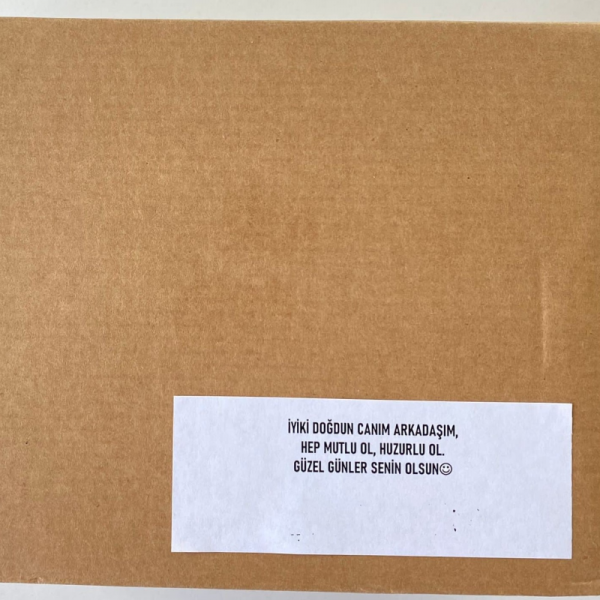 İYİKİ DOĞDUN CANIM ARKADAŞIM,
HEP MUTLU OL, HUZURLU OL.
GÜZEL GÜNLER SENİN OLSUN☺